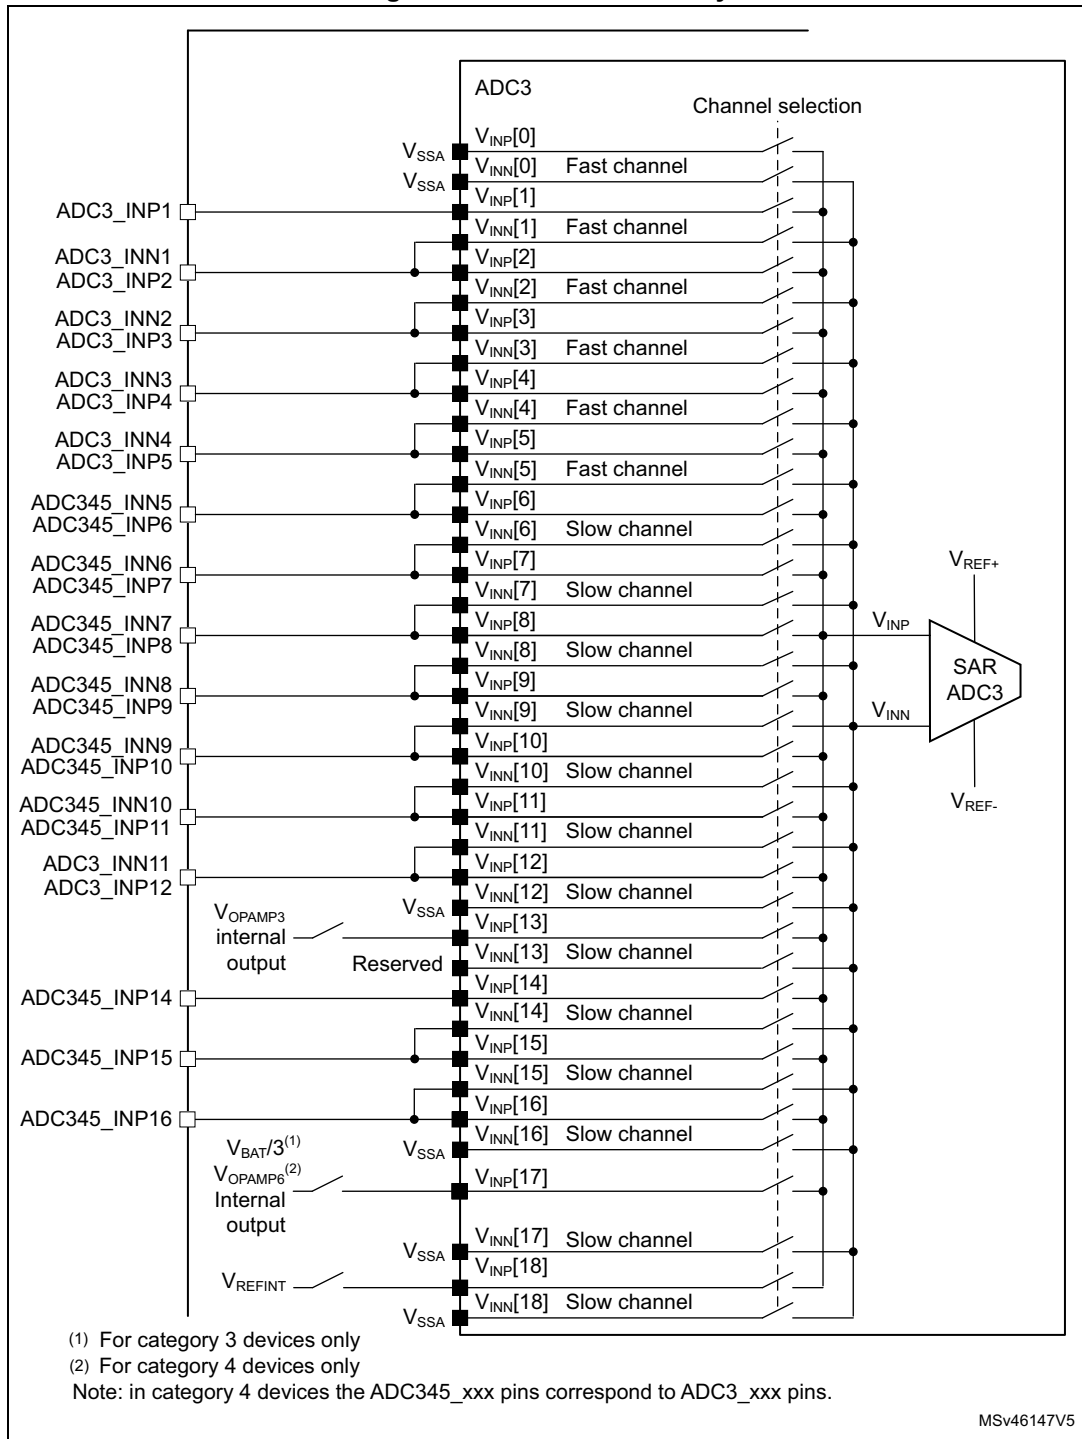 ADC3
Channel selection
VSSA VINP[0]
VSSA VINN[0] Fast channel
ADC3_INP1 VINP[1]
VINN[1] Fast channel
ADC3_INN1
ADC3_INP2 VINP[2]
VINN[2] Fast channel
ADC3_INN2
ADC3_INP3 VINP[3]
VINN[3] Fast channel
ADC3_INN3
ADC3_INP4 VINP[4]
VINN[4] Fast channel
ADC3_INN4
ADC3_INP5 VINP[5]
VINN[5] Fast channel
ADC345_INN5
ADC345_INP6 VINP[6]
VINN[6] Slow channel
ADC345_INN6
ADC345_INP7 VINP[7]
VINN[7] Slow channel
ADC345_INN7
ADC345_INP8 VINP[8]
VINN[8] Slow channel
ADC345_INN8
ADC345_INP9 VINP[9]
VINN[9] Slow channel
ADC345_INN9
ADC345_INP10 VINP[10]
VINN[10] Slow channel
ADC345_INN10
ADC345_INP11 VINP[11]
VINN[11] Slow channel
ADC3_INN11
ADC3_INP12 VINP[12]
VSSA VINN[12] Slow channel
VOPAMP3
internal
output
VINP[13]
Reserved VINN[13] Slow channel
ADC345_INP14 VINP[14]
VINN[14] Slow channel
ADC345_INP15 VINP[15]
VINN[15] Slow channel
ADC345_INP16 VINP[16]
VSSA VINN[16] Slow channel
VBAT/3(1)
VOPAMP6(2)
Internal
output
VINP[17]
VSSA VINN[17] Slow channel
VREFINT VINP[18]
VSSA VINN[18] Slow channel
VREF+
VINP
SAR
ADC3
VINN
VREF-
(1) For category 3 devices only
(2) For category 4 devices only
Note: in category 4 devices the ADC345_xxx pins correspond to ADC3_xxx pins.
MSv46147V5